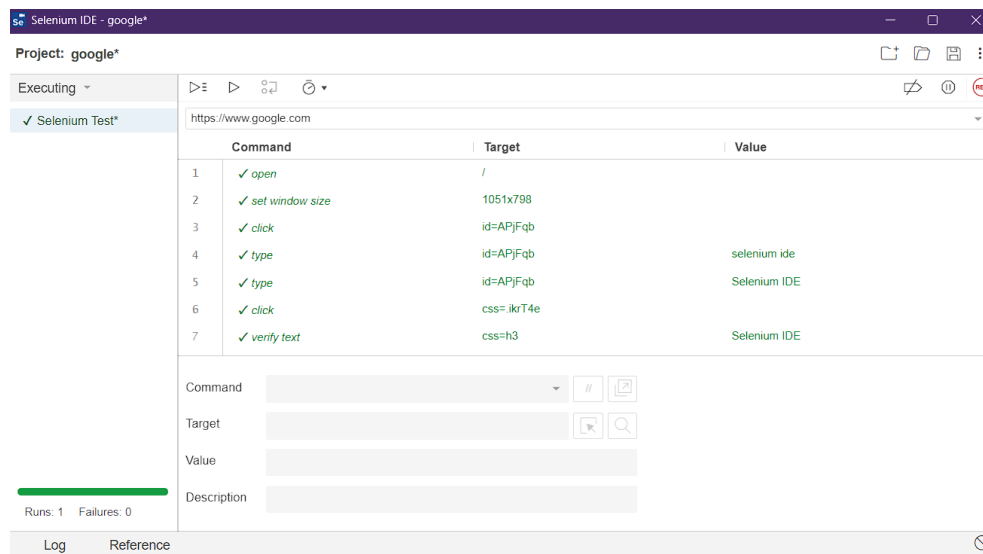 Se Selenium IDE - google*
Project: google*
Executing
https://www.google.com
✓ Selenium Test*
Command Target Value
1 ✓ open /
2 ✓ set window size 1051x798
3 ✓ click id=APjFqb
4 ✓ type id=APjFqb selenium ide
5 ✓ type id=APjFqb Selenium IDE
6 ✓ click css=.ikrT4e
7 ✓ verify text css=h3 Selenium IDE
Command //
Target
Value
Description
Runs: 1 Failures: 0
Log Reference